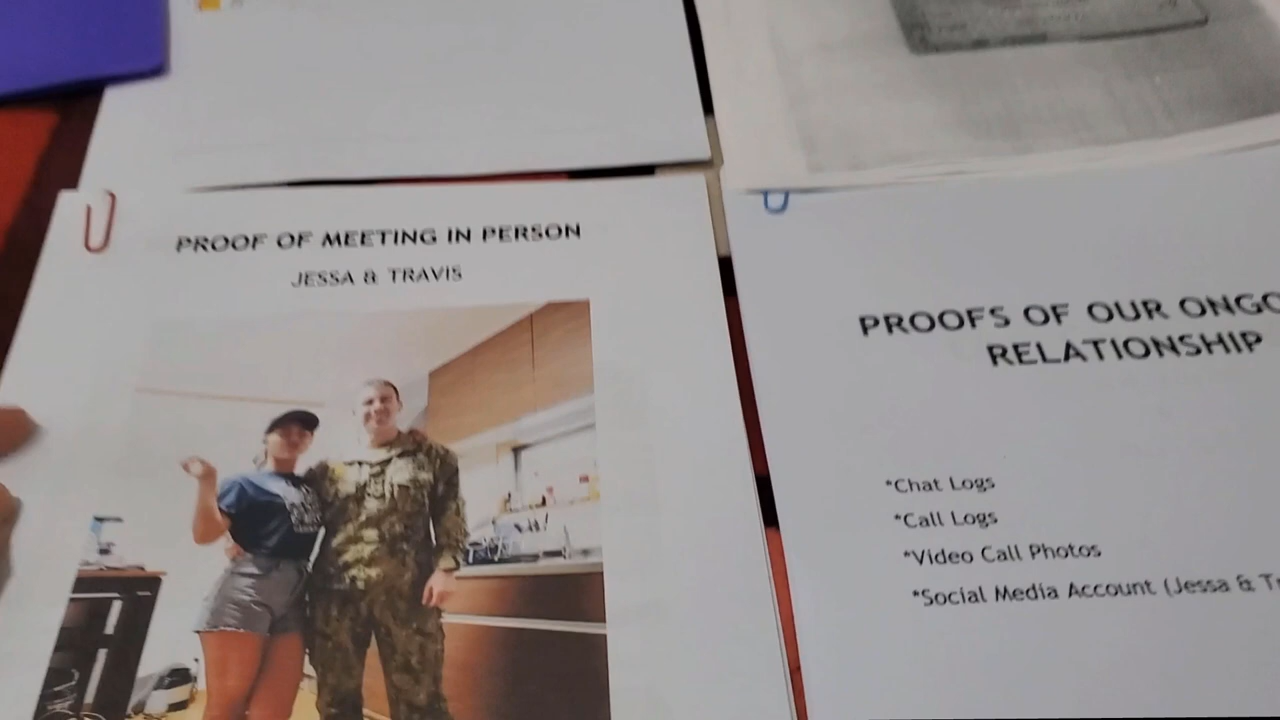 PROOF OF MEETING IN PERSON
JESSA & TRAVIS
PROOFS OF OUR
RELATIONSHIP
*Chat Logs
*Call Logs
*Video Call Photos
*Social Media Account (Jessa &